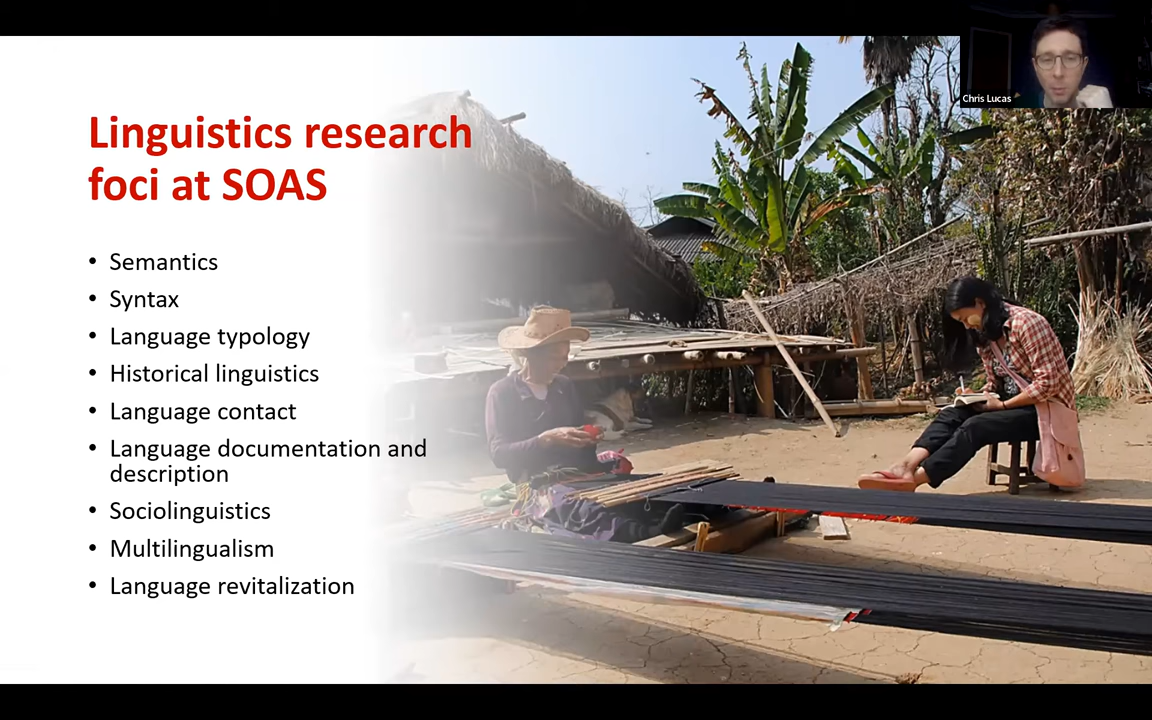 Linguistics research
foci at SOAS
• Semantics
• Syntax
• Language typology
• Historical linguistics
• Language contact
• Language documentation and
description
• Sociolinguistics
• Multilingualism
• Language revitalization
Chris Lucas